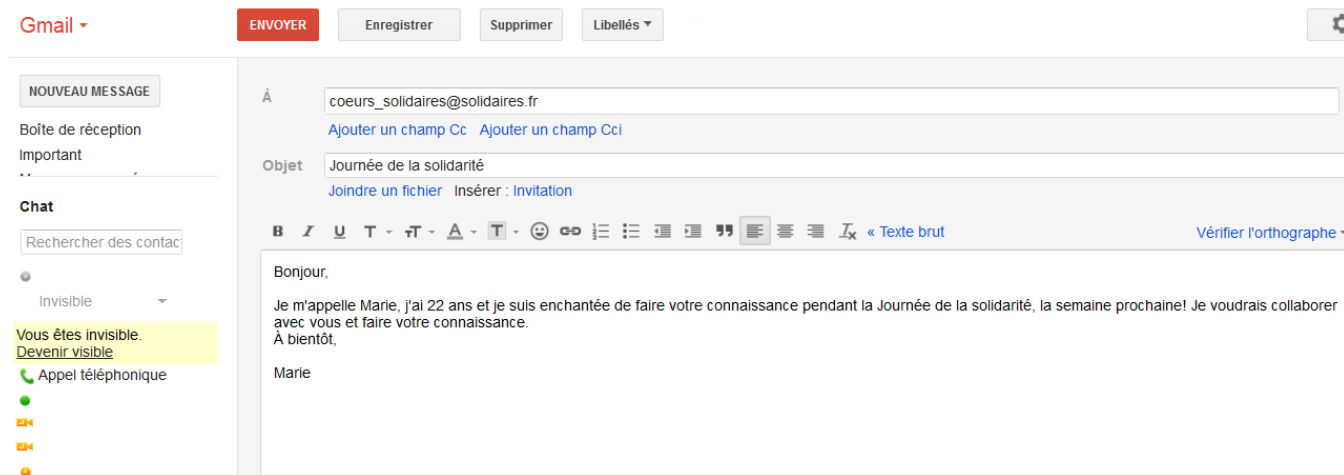 Gmail
ENVOYER Enregistrer Supprimer Libellés
NOUVEAU MESSAGE
Boîte de réception
Important
Chat
Rechercher des contac
Invisible
Vous êtes invisible.
Devenir visible
Appel téléphonique
À coeurs_solidaires@solidaires.fr
Ajouter un champ Cc Ajouter un champ Cci
Objet Journée de la solidarité
Joindre un fichier Insérer : Invitation
B I U T T A T « Texte brut Vérifier l'orthographe
Bonjour,
Je m'appelle Marie, j'ai 22 ans et je suis enchantée de faire votre connaissance pendant la Journée de la solidarité, la semaine prochaine! Je voudrais collaborer
avec vous et faire votre connaissance.
À bientôt,
Marie